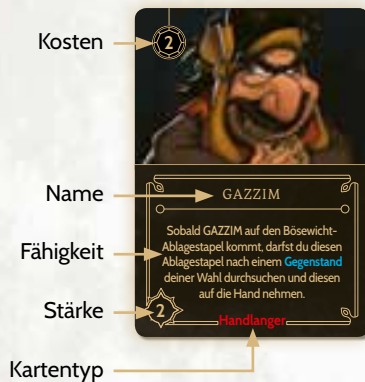 Kosten
2
Name
GAZZIM
Fähigkeit
Sobald GAZZIM auf den Bösewicht-
Ablagestapel kommt, darfst du diesen
Ablagestapel nach einem Gegenstand
deiner Wahl durchsuchen und diesen
auf die Hand nehmen.
Stärke
2
Handlanger
Kartentyp